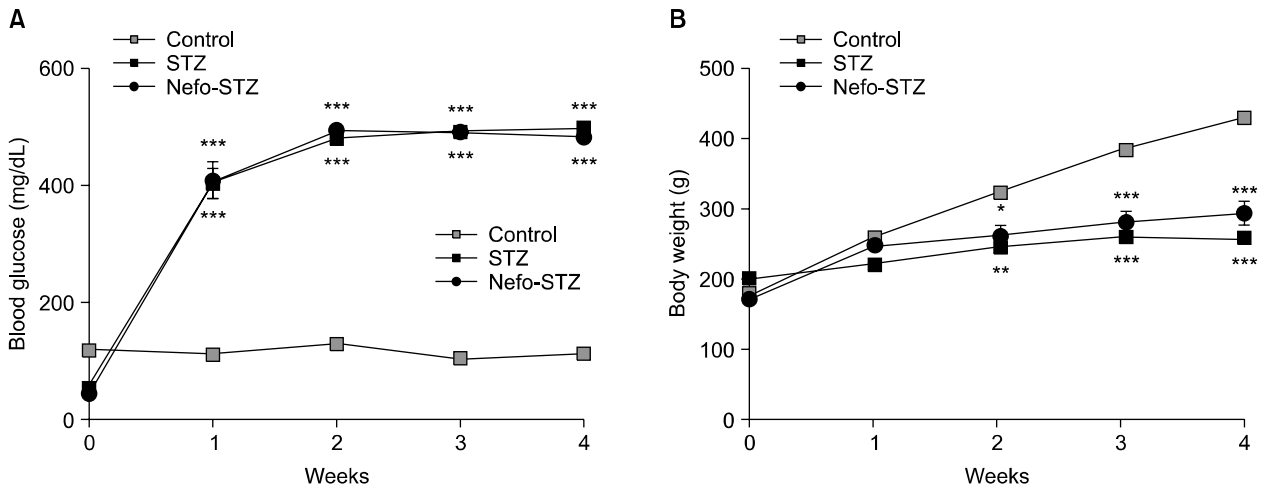 A
Control
STZ
Nefo-STZ
600
400
200
0
Blood glucose (mg/dL)
***
***
***
***
***
***
***
***
Control
STZ
Nefo-STZ
0 1 2 3 4
Weeks
B
Control
STZ
Nefo-STZ
500
400
300
200
100
0
Body weight (g)
*
***
***
**
***
***
0 1 2 3 4
Weeks